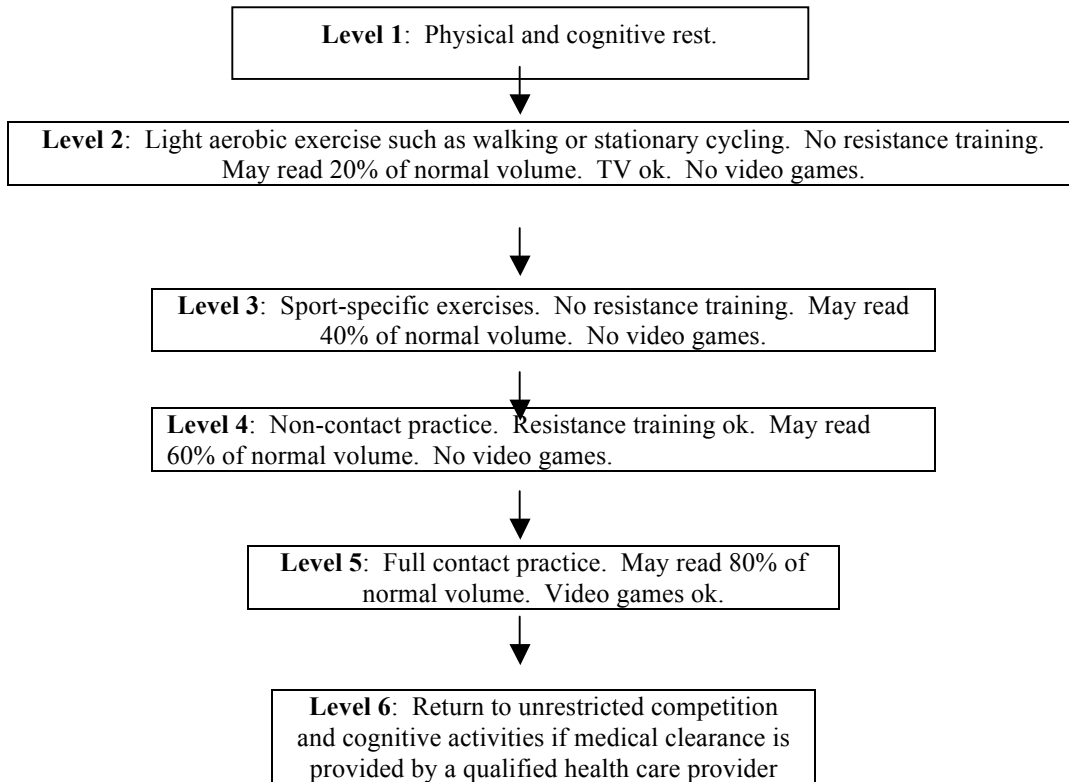 Level 1:  Physical and cognitive rest.
Level 2:  Light aerobic exercise such as walking or stationary cycling.  No resistance training.
May read 20% of normal volume.  TV ok.  No video games.
Level 3:  Sport-specific exercises.  No resistance training.  May read
40% of normal volume.  No video games.
Level 4:  Non-contact practice.  Resistance training ok.  May read
60% of normal volume.  No video games.
Level 5:  Full contact practice.  May read 80% of
normal volume.  Video games ok.
Level 6:  Return to unrestricted competition
and cognitive activities if medical clearance is
provided by a qualified health care provider